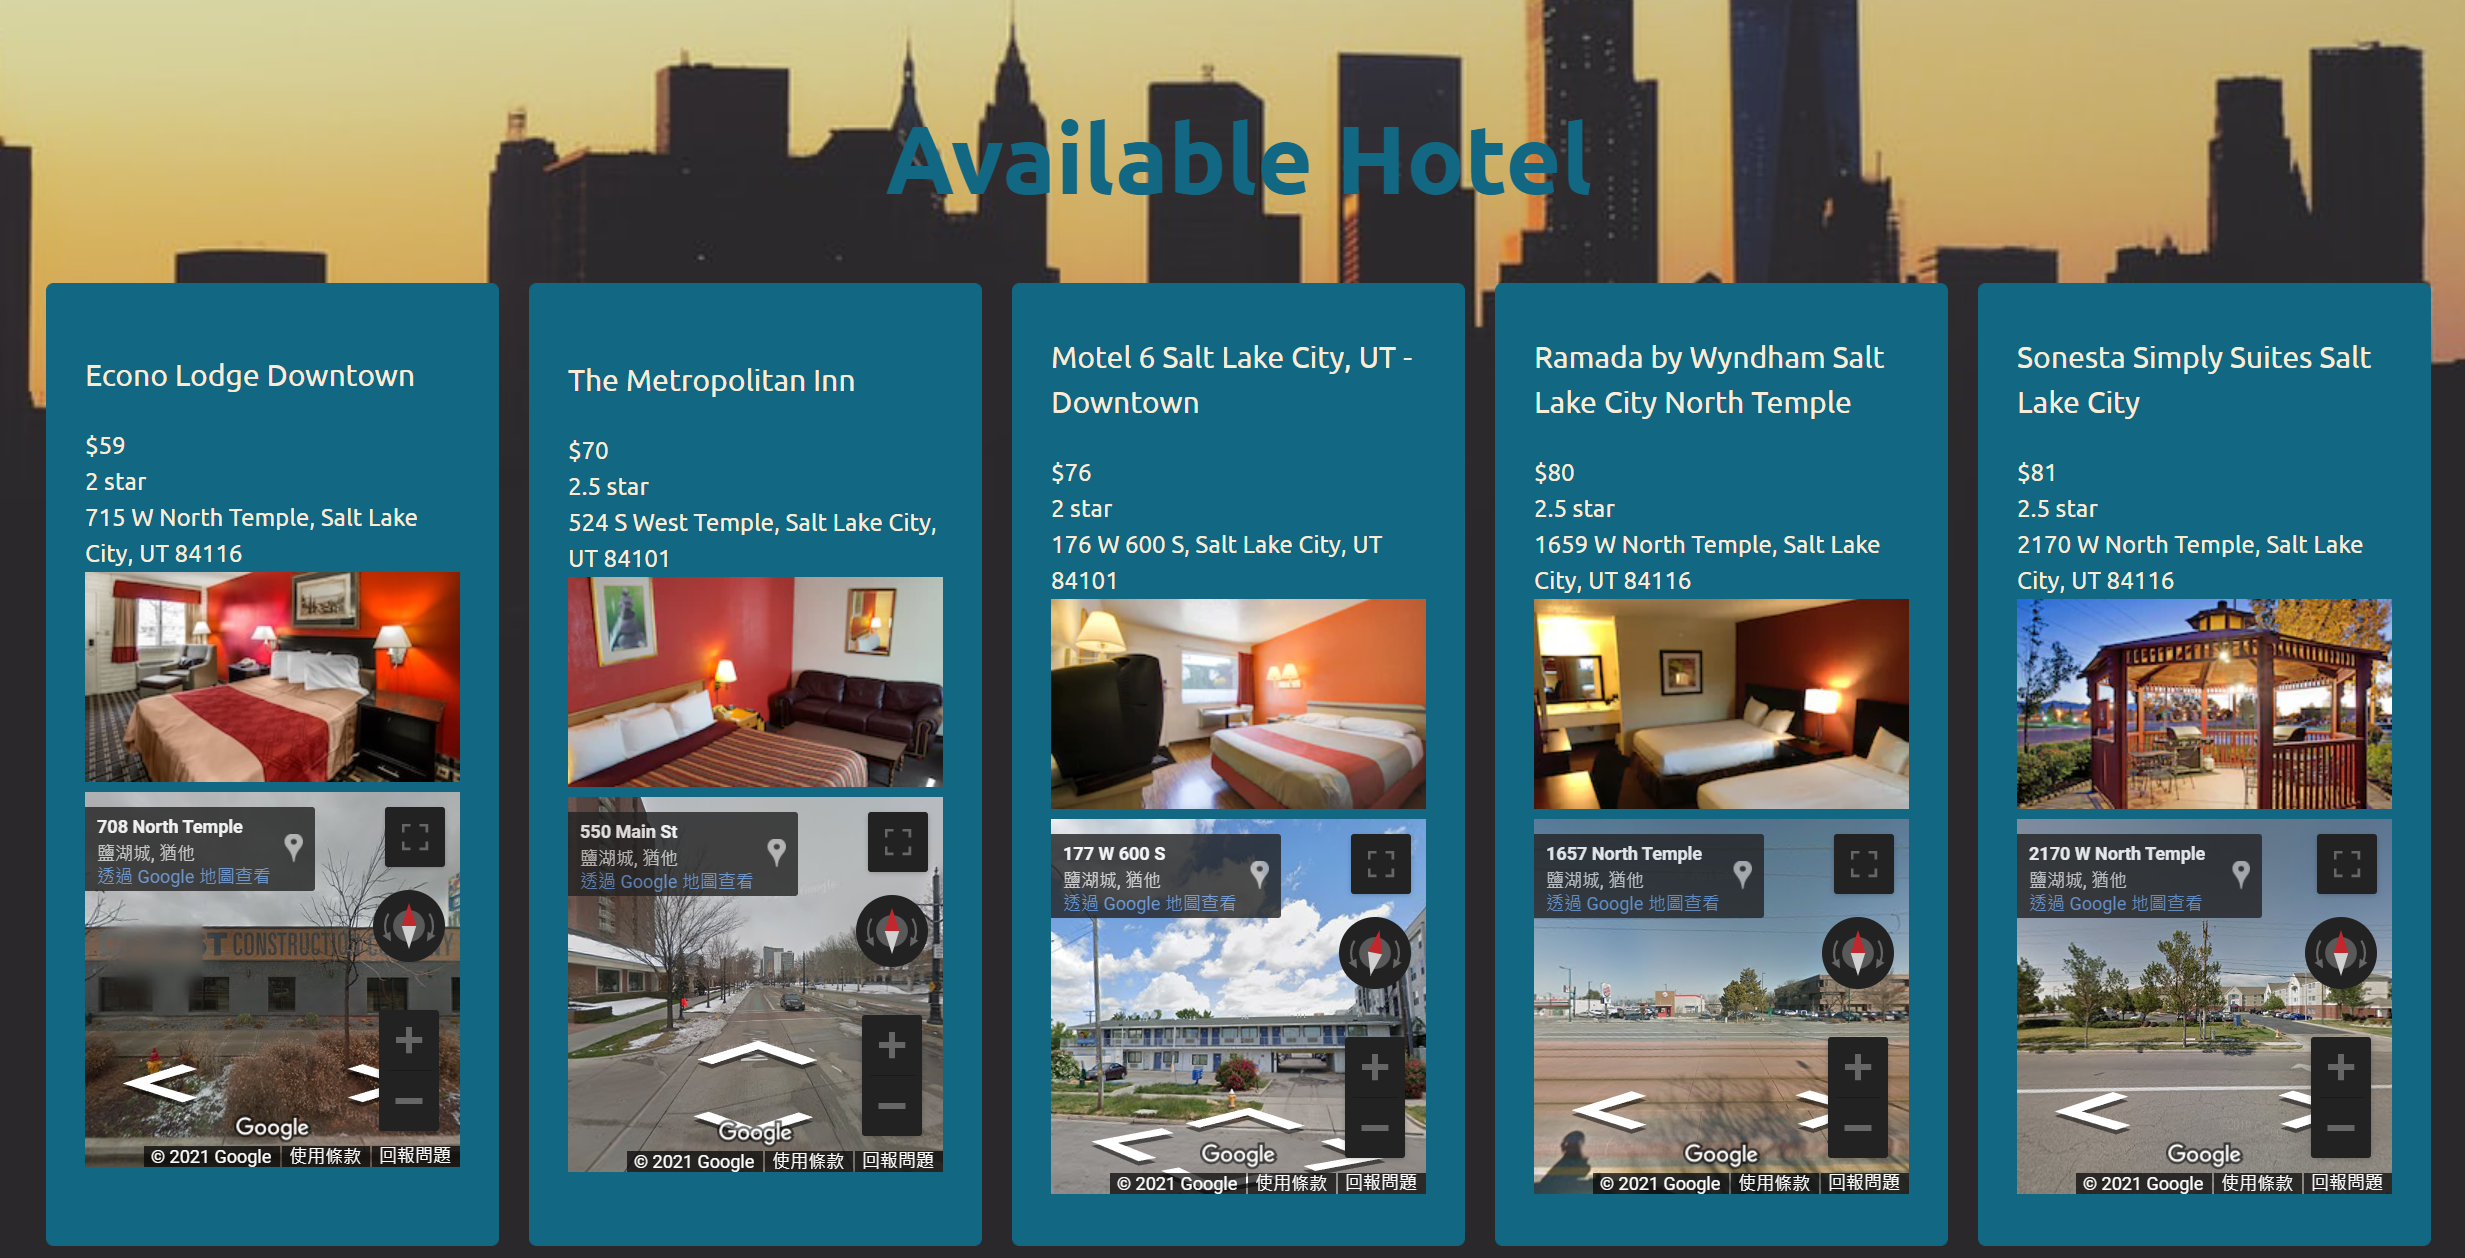 Available Hotel
Econo Lodge Downtown
$59
2 star
715 W North Temple, Salt Lake
City, UT 84116
708 North Temple
鹽湖城, 猶他
透過 Google 地圖查看
CONSTRUCTION
Google
© 2021 Google
使用條款
回報問題
The Metropolitan Inn
$70
2.5 star
524 S West Temple, Salt Lake City,
UT 84101
550 Main St
鹽湖城, 猶他
透過 Google 地圖查看
Google
© 2021 Google
使用條款
回報問題
Motel 6 Salt Lake City, UT -
Downtown
$76
2 star
176 W 600 S, Salt Lake City, UT
84101
177 W 600 S
鹽湖城, 猶他
透過 Google 地圖查看
Google
© 2021 Google
使用條款
回報問題
Ramada by Wyndham Salt
Lake City North Temple
$80
2.5 star
1659 W North Temple, Salt Lake
City, UT 84116
1657 North Temple
鹽湖城, 猶他
透過 Google 地圖查看
Google
© 2021 Google
使用條款
回報問題
Sonesta Simply Suites Salt
Lake City
$81
2.5 star
2170 W North Temple, Salt Lake
City, UT 84116
2170 W North Temple
鹽湖城, 猶他
透過 Google 地圖查看
Google
© 2021 Google
使用條款
回報問題